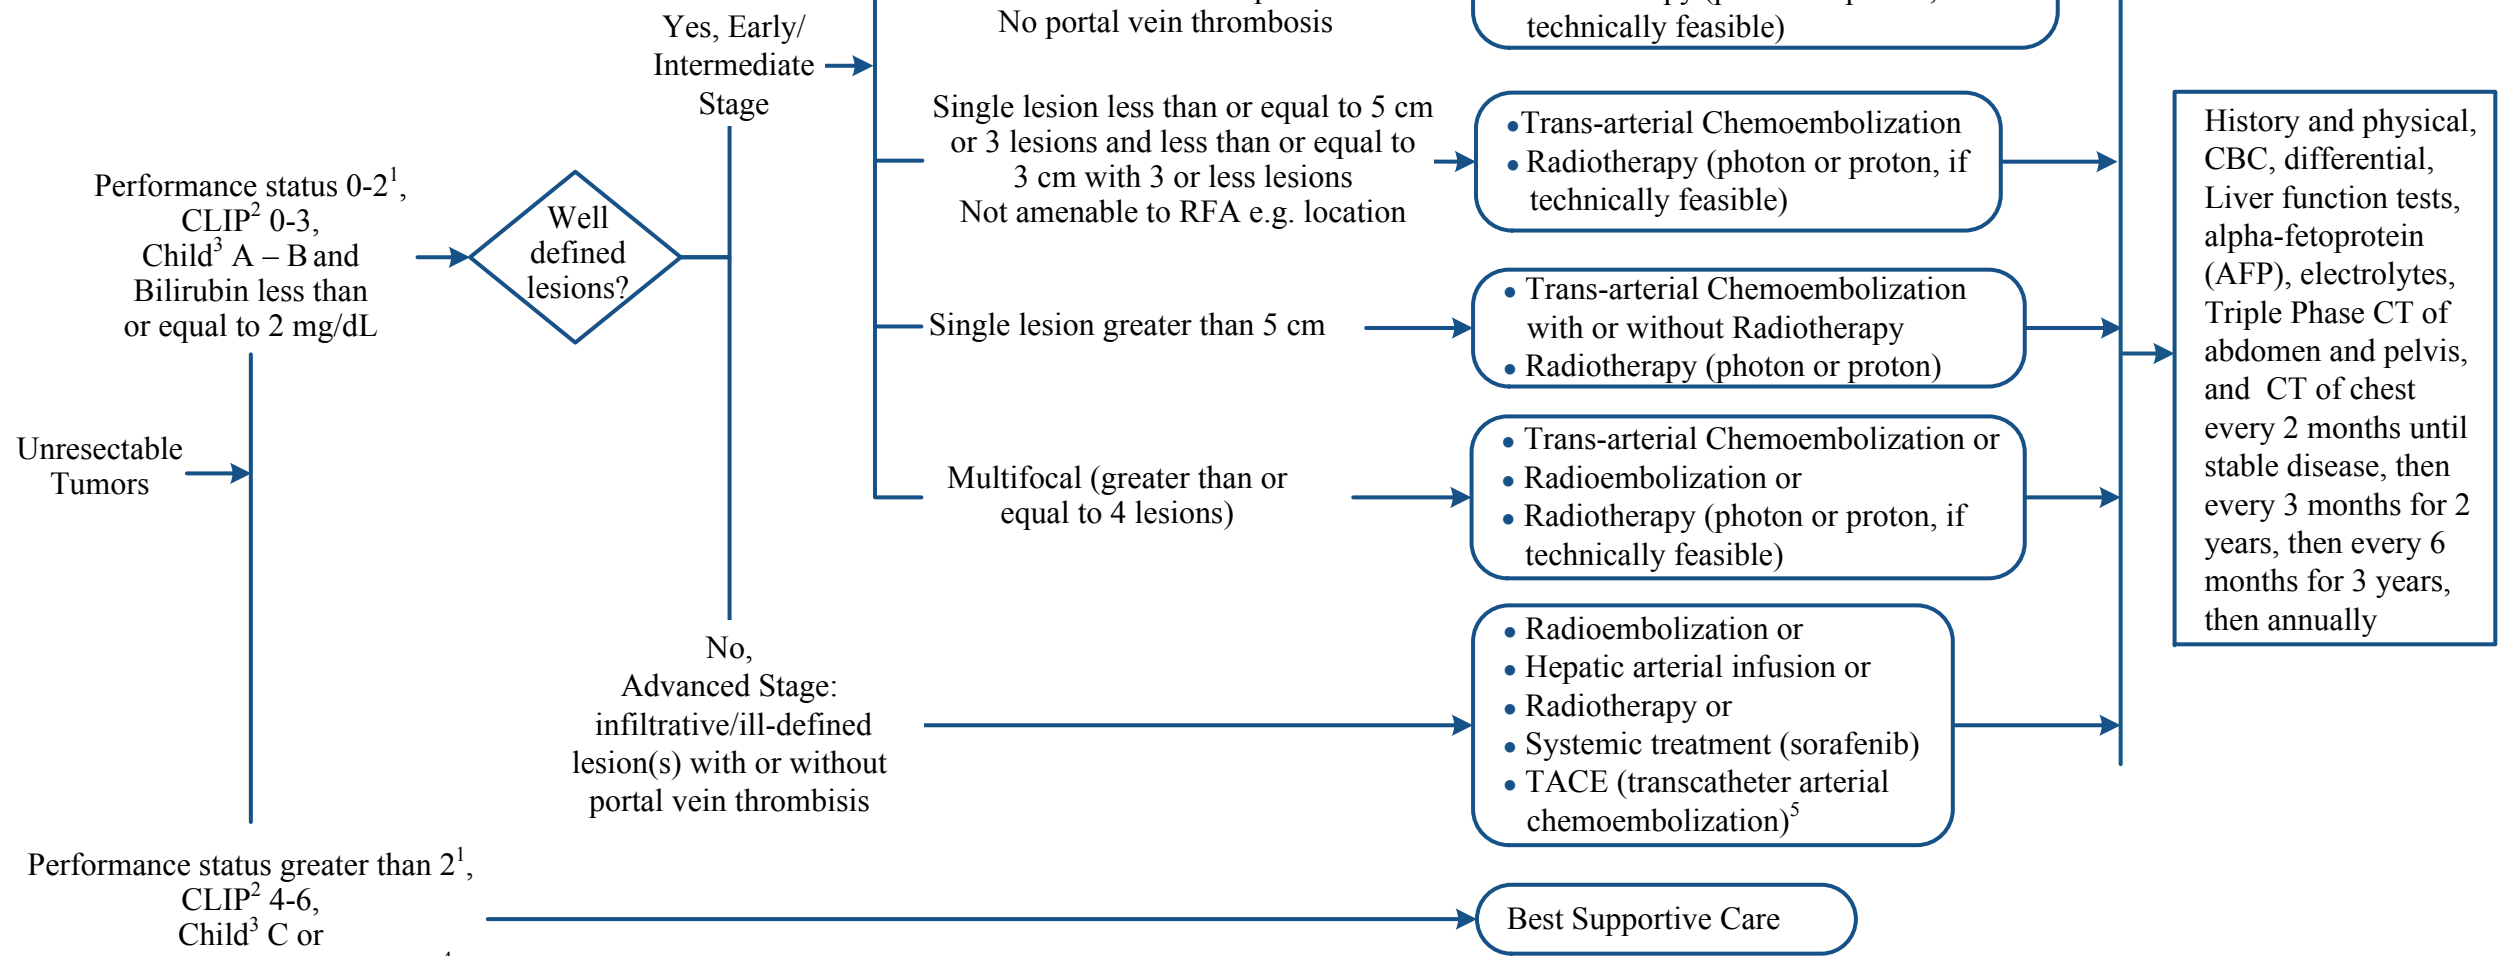 Yes, Early/
Intermediate
Stage
No portal vein thrombosis
technically feasible)
Single lesion less than or equal to 5 cm
or 3 lesions and less than or equal to
3 cm with 3 or less lesions
Not amenable to RFA e.g. location
•Trans-arterial Chemoembolization
• Radiotherapy (photon or proton, if
technically feasible)
Performance status 0-2¹,
CLIP² 0-3,
Child³ A – B and
Bilirubin less than
or equal to 2 mg/dL
Well
defined
lesions?
Single lesion greater than 5 cm
• Trans-arterial Chemoembolization
with or without Radiotherapy
• Radiotherapy (photon or proton)
Unresectable
Tumors
Multifocal (greater than or
equal to 4 lesions)
• Trans-arterial Chemoembolization or
• Radioembolization or
• Radiotherapy (photon or proton, if
technically feasible)
No,
Advanced Stage:
infiltrative/ill-defined
lesion(s) with or without
portal vein thrombisis
• Radioembolization or
• Hepatic arterial infusion or
• Radiotherapy or
• Systemic treatment (sorafenib)
• TACE (transcatheter arterial
chemoembolization)⁵
History and physical,
CBC, differential,
Liver function tests,
alpha-fetoprotein
(AFP), electrolytes,
Triple Phase CT of
abdomen and pelvis,
and CT of chest
every 2 months until
stable disease, then
every 3 months for 2
years, then every 6
months for 3 years,
then annually
Performance status greater than 2¹,
CLIP² 4-6,
Child³ C or
Best Supportive Care